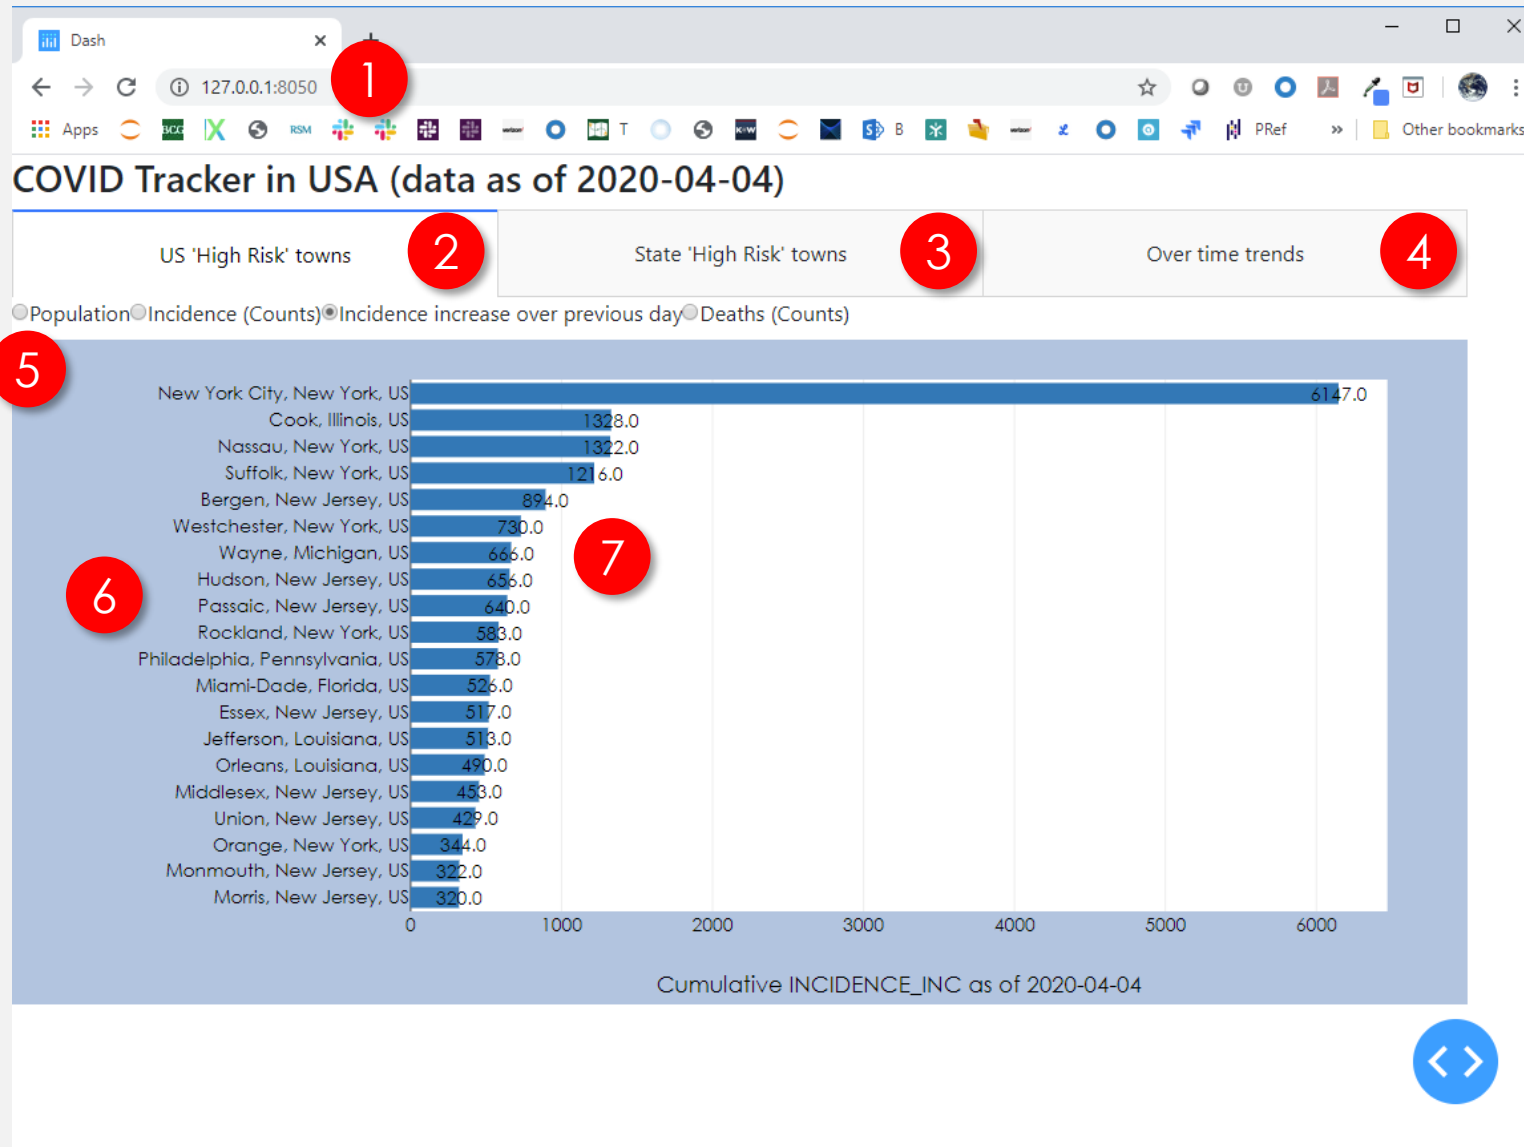 Dash
127.0.0.1:8050
1
Apps BCG X RSM T K&W S B PRef » Other bookmarks
COVID Tracker in USA (data as of 2020-04-04)
US 'High Risk' towns 2 State 'High Risk' towns 3 Over time trends 4
Population Incidence (Counts) Incidence increase over previous day Deaths (Counts)
5
New York City, New York, US 6147.0
Cook, Illinois, US 1328.0
Nassau, New York, US 1322.0
Suffolk, New York, US 1216.0
Bergen, New Jersey, US 894.0
Westchester, New York, US 730.0
Wayne, Michigan, US 666.0
7
Hudson, New Jersey, US 656.0
6
Passaic, New Jersey, US 640.0
Rockland, New York, US 583.0
Philadelphia, Pennsylvania, US 578.0
Miami-Dade, Florida, US 526.0
Essex, New Jersey, US 517.0
Jefferson, Louisiana, US 513.0
Orleans, Louisiana, US 490.0
Middlesex, New Jersey, US 453.0
Union, New Jersey, US 429.0
Orange, New York, US 344.0
Monmouth, New Jersey, US 322.0
Morris, New Jersey, US 320.0
0 1000 2000 3000 4000 5000 6000
Cumulative INCIDENCE_INC as of 2020-04-04